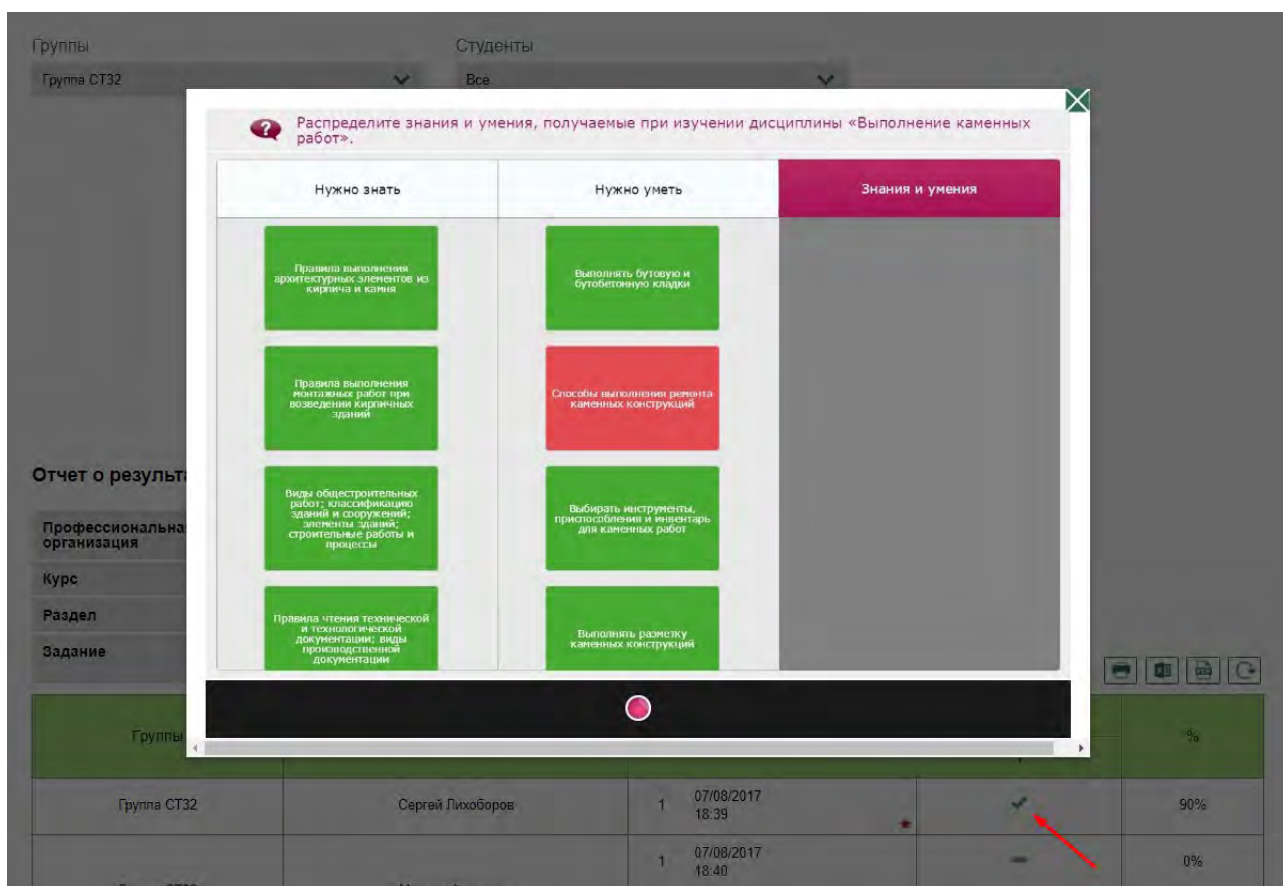 Группы
Студенты
Группа СТ32
Все
Распределите знания и умения, получаемые при изучении дисциплины «Выполнение каменных
работ».
Нужно знать
Нужно уметь
Знания и умения
Правила выполнения
архитектурных элементов из
кирпича и камня
Выполнять бутовую и
бутобетонную кладки
Правила выполнения
монтажных работ при
возведении кирпичных
зданий
Способы выполнения ремонта
каменных конструкций
Виды общестроительных
работ; классификацию
зданий и сооружений;
элементы зданий;
строительные работы и
процессы
Выбирать инструменты,
приспособления и инвентарь
для каменных работ
Правила чтения технической
и технологической
документации; виды
производственной
документации
Выполнять разметку
каменных конструкций
Отчет о результ
Профессиональна
организация
Курс
Раздел
Задание
Группы
%
Группа СТ32
Сергей Лихоборов
1
07/08/2017
18:39
90%
1
07/08/2017
18:40
0%